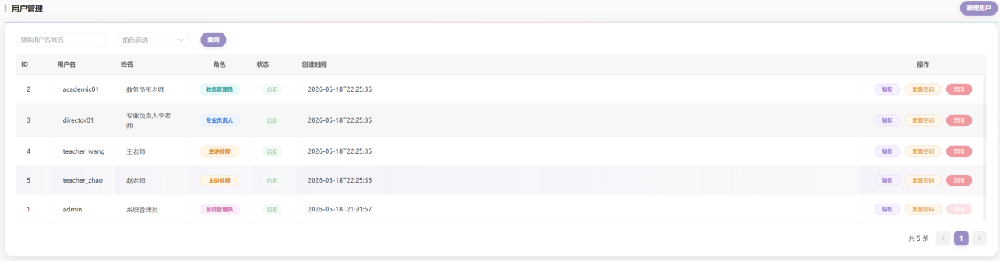 用户管理
新增用户
搜索用户名/姓名 角色筛选 查询
ID 用户名 姓名 角色 状态 创建时间 操作
2 academic01 教务员张老师 教务管理员 启用 2026-05-18T22:25:35 编辑 重置密码 禁用
3 director01 专业负责人李老
师 专业负责人 启用 2026-05-18T22:25:35 编辑 重置密码 禁用
4 teacher_wang 王老师 主讲教师 启用 2026-05-18T22:25:35 编辑 重置密码 禁用
5 teacher_zhao 赵老师 主讲教师 启用 2026-05-18T22:25:35 编辑 重置密码 禁用
1 admin 系统管理员 系统管理员 启用 2026-05-18T21:31:57 编辑 重置密码 禁用
共 5 条 < 1 >